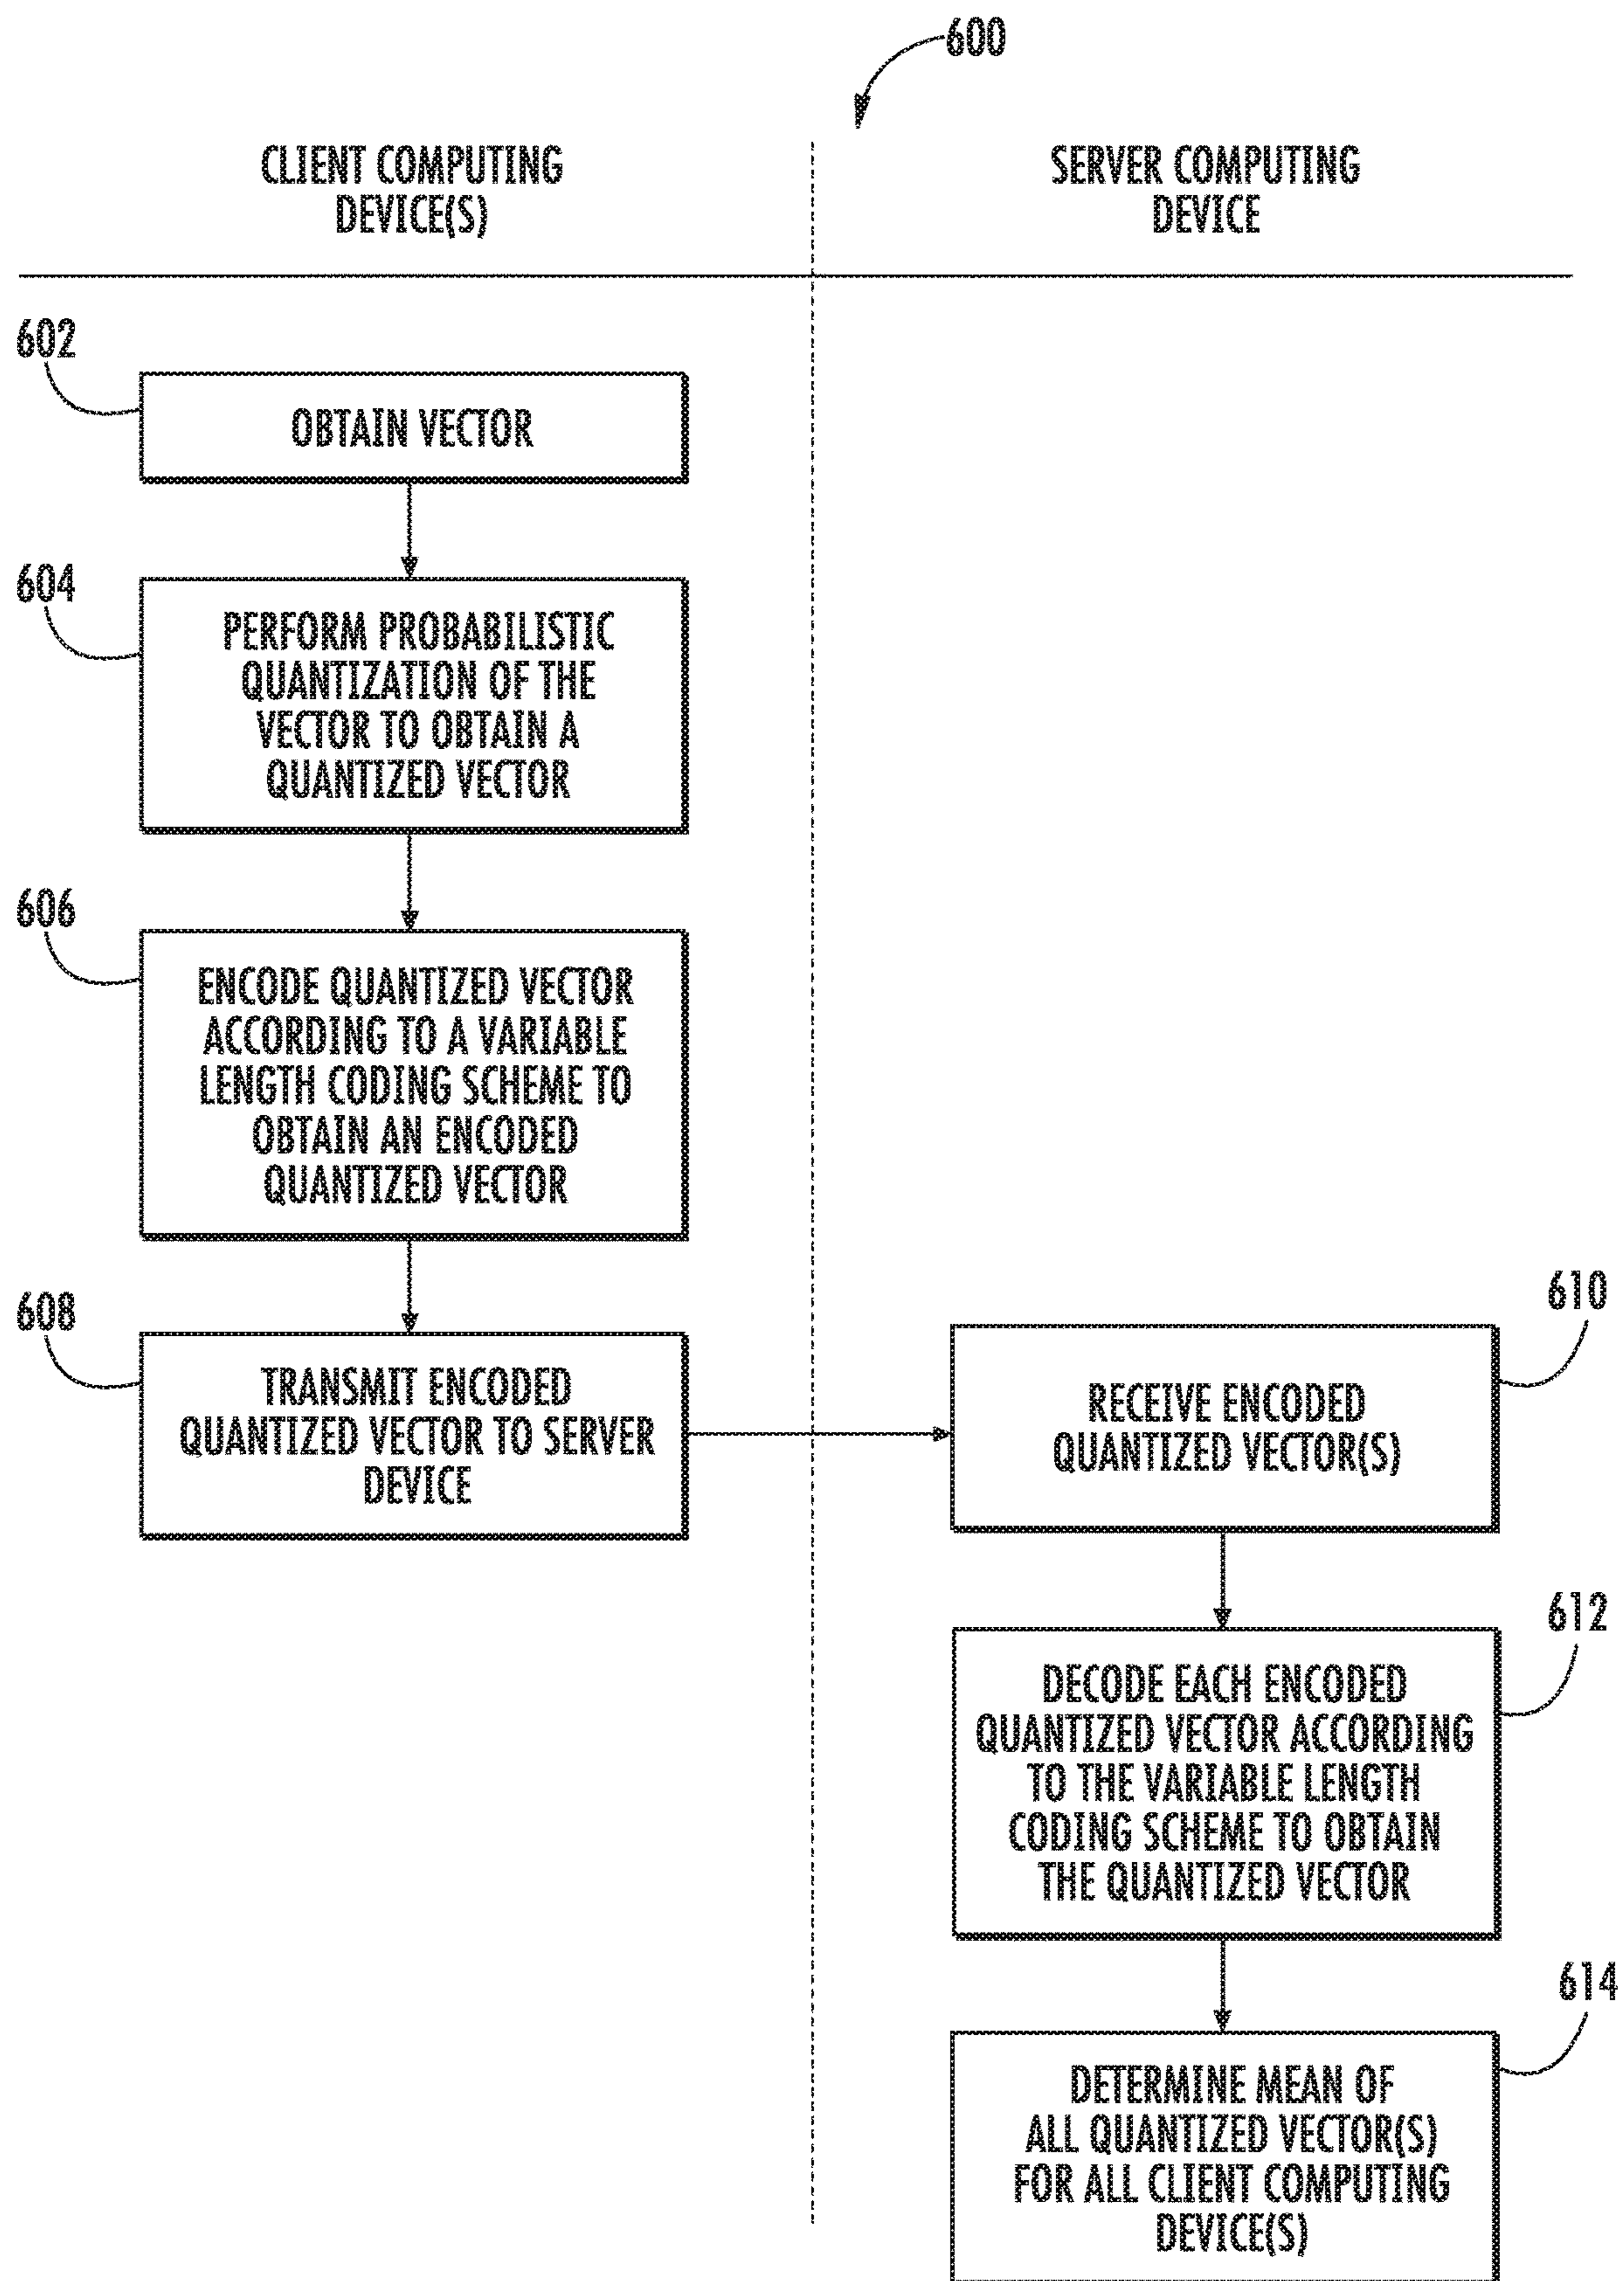 600
CLIENT COMPUTING
DEVICE(S)
SERVER COMPUTING
DEVICE
602
OBTAIN VECTOR
604
PERFORM PROBABILISTIC
QUANTIZATION OF THE
VECTOR TO OBTAIN A
QUANTIZED VECTOR
606
ENCODE QUANTIZED VECTOR
ACCORDING TO A VARIABLE
LENGTH CODING SCHEME TO
OBTAIN AN ENCODED
QUANTIZED VECTOR
608
TRANSMIT ENCODED
QUANTIZED VECTOR TO SERVER
DEVICE
610
RECEIVE ENCODED
QUANTIZED VECTOR(S)
612
DECODE EACH ENCODED
QUANTIZED VECTOR ACCORDING
TO THE VARIABLE LENGTH
CODING SCHEME TO OBTAIN
THE QUANTIZED VECTOR
614
DETERMINE MEAN OF
ALL QUANTIZED VECTOR(S)
FOR ALL CLIENT COMPUTING
DEVICE(S)